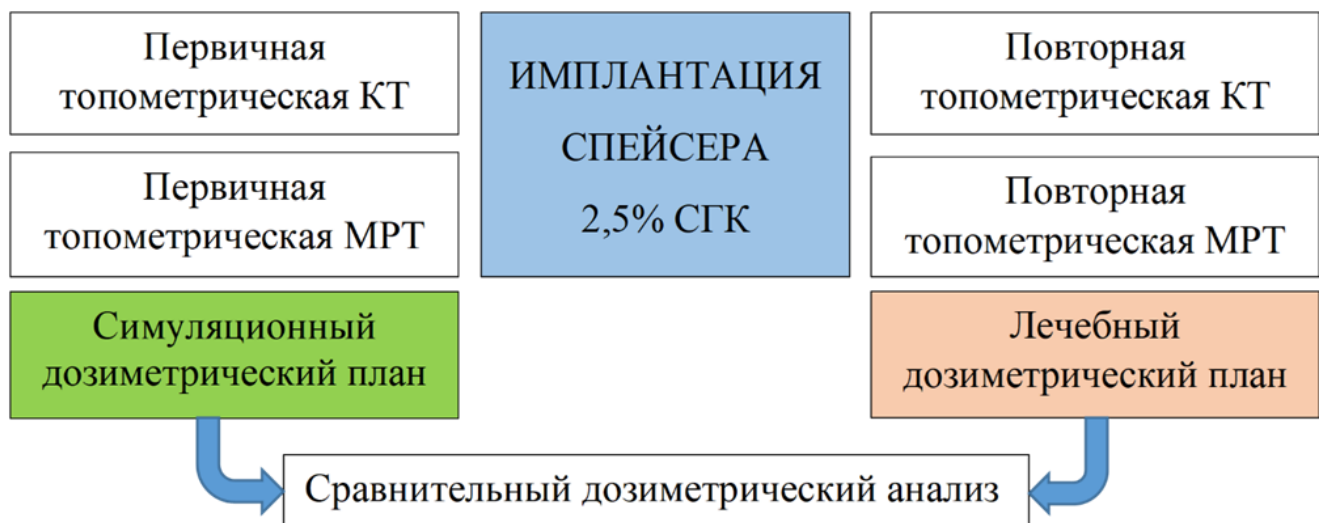 Первичная
топометрическая КТ
Первичная
топометрическая МРТ
Симуляционный
дозиметрический план
ИМПЛАНТАЦИЯ
СПЕЙСЕРА
2,5% СГК
Повторная
топометрическая КТ
Повторная
топометрическая МРТ
Лечебный
дозиметрический план
Сравнительный дозиметрический анализ